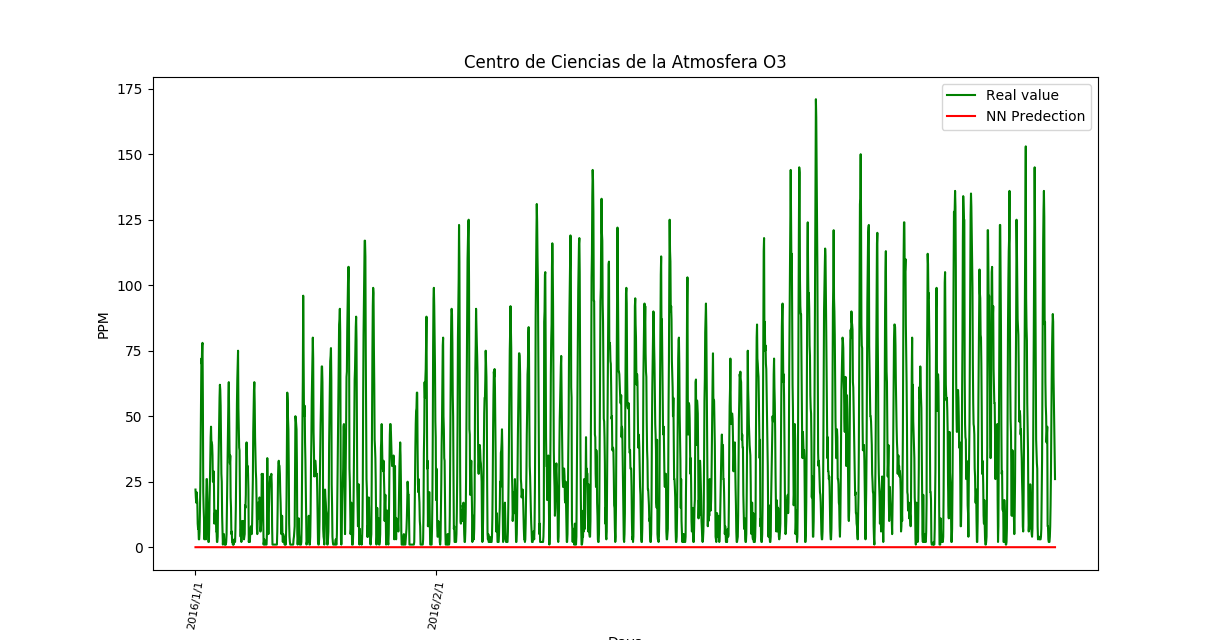 Centro de Ciencias de la Atmosfera O3
Real value
NN Predection
PPM
175
150
125
100
75
50
25
0
2016/1/1
2016/2/1
Days